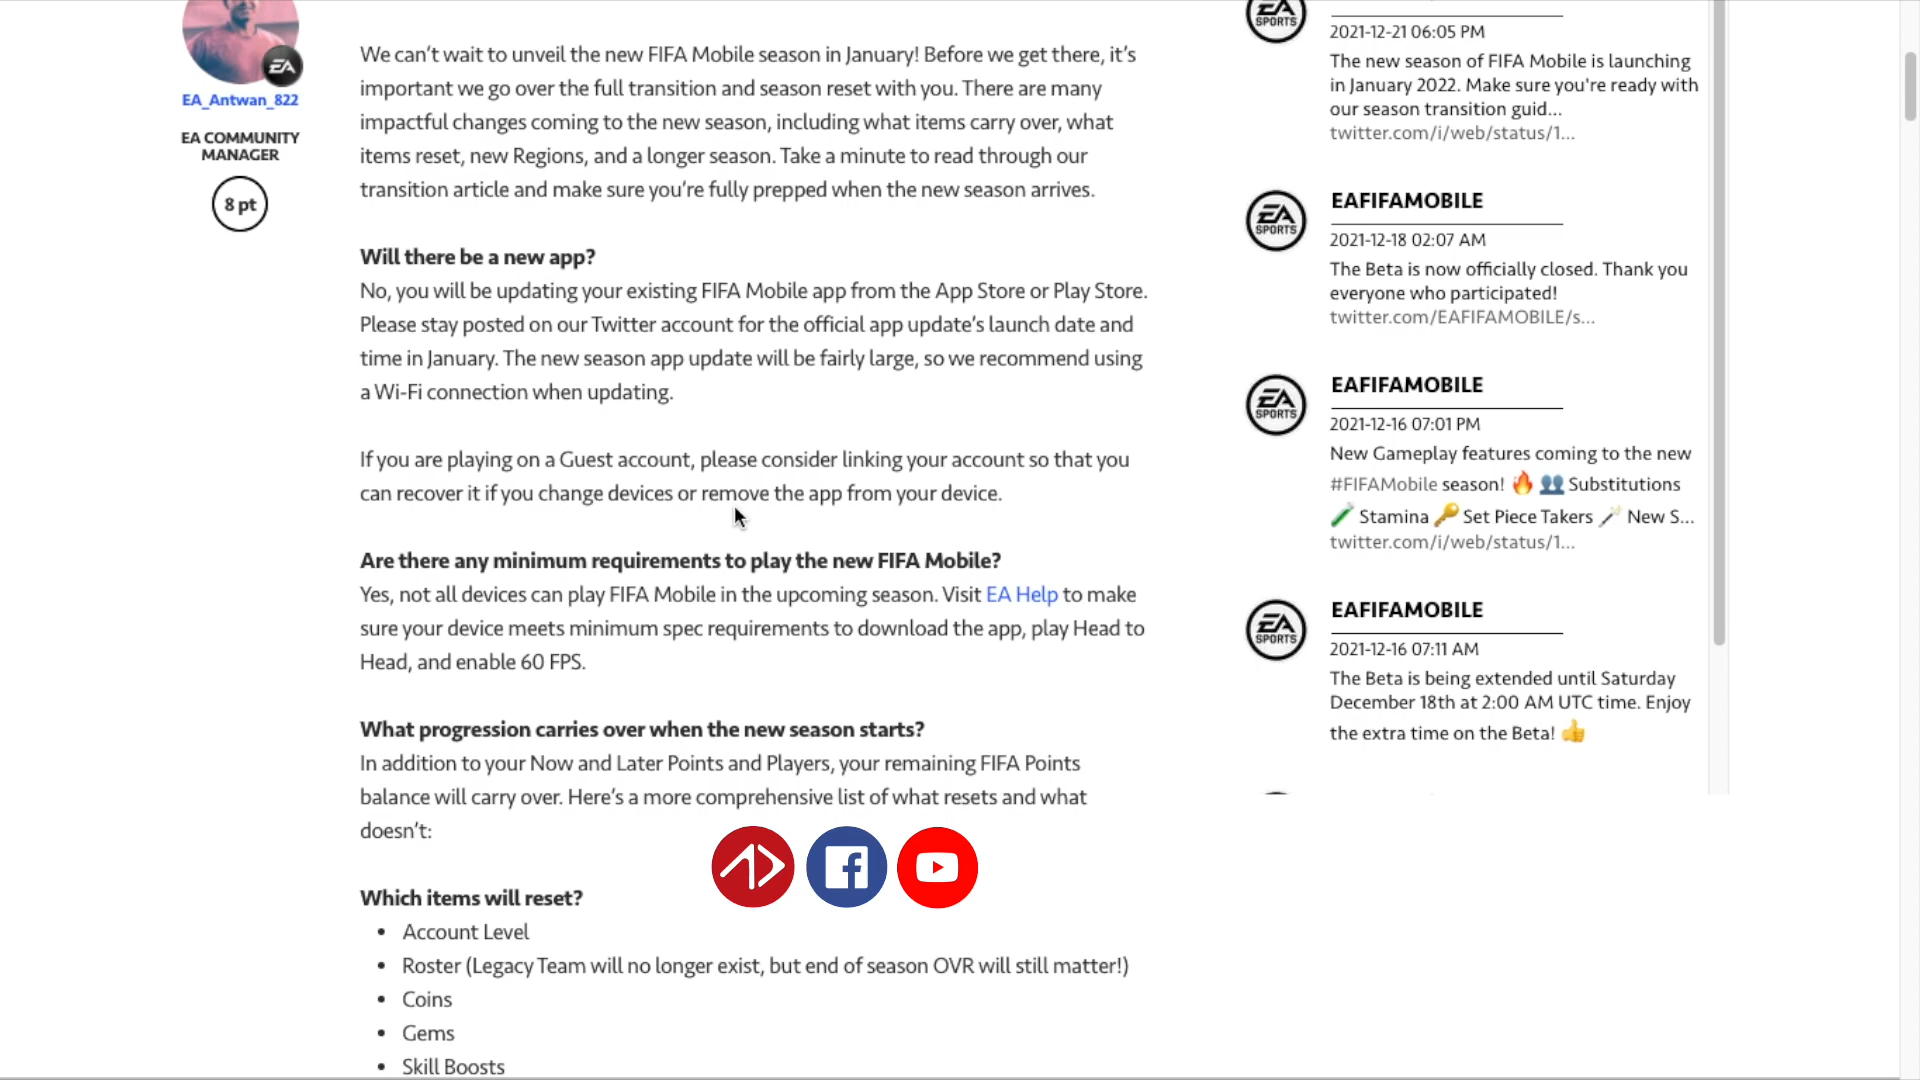 EA
EA_Antwan_822
EA COMMUNITY
MANAGER
8 pt
We can't wait to unveil the new FIFA Mobile season in January! Before we get there, it's
important we go over the full transition and season reset with you. There are many
impactful changes coming to the new season, including what items carry over, what
items reset, new Regions, and a longer season. Take a minute to read through our
transition article and make sure you're fully prepped when the new season arrives.
Will there be a new app?
No, you will be updating your existing FIFA Mobile app from the App Store or Play Store.
Please stay posted on our Twitter account for the official app update's launch date and
time in January. The new season app update will be fairly large, so we recommend using
a Wi-Fi connection when updating.
If you are playing on a Guest account, please consider linking your account so that you
can recover it if you change devices or remove the app from your device.
Are there any minimum requirements to play the new FIFA Mobile?
Yes, not all devices can play FIFA Mobile in the upcoming season. Visit EA Help to make
sure your device meets minimum spec requirements to download the app, play Head to
Head, and enable 60 FPS.
What progression carries over when the new season starts?
In addition to your Now and Later Points and Players, your remaining FIFA Points
balance will carry over. Here's a more comprehensive list of what resets and what
doesn't:
Which items will reset?
• Account Level
• Roster (Legacy Team will no longer exist, but end of season OVR will still matter!)
• Coins
• Gems
• Skill Boosts
EA
SPORTS
2021-12-21 06:05 PM
The new season of FIFA Mobile is launching
in January 2022. Make sure you're ready with
our season transition guid...
twitter.com/i/web/status/1...
EA
SPORTS
EAFIFAMOBILE
2021-12-18 02:07 AM
The Beta is now officially closed. Thank you
everyone who participated!
twitter.com/EAFIFAMOBILE/s...
EA
SPORTS
EAFIFAMOBILE
2021-12-16 07:01 PM
New Gameplay features coming to the new
#FIFAMobile season! 🔥 👥 Substitutions
🧪 Stamina 🔑 Set Piece Takers 🪄 New S...
twitter.com/i/web/status/1...
EA
SPORTS
EAFIFAMOBILE
2021-12-16 07:11 AM
The Beta is being extended until Saturday
December 18th at 2:00 AM UTC time. Enjoy
the extra time on the Beta! 👍